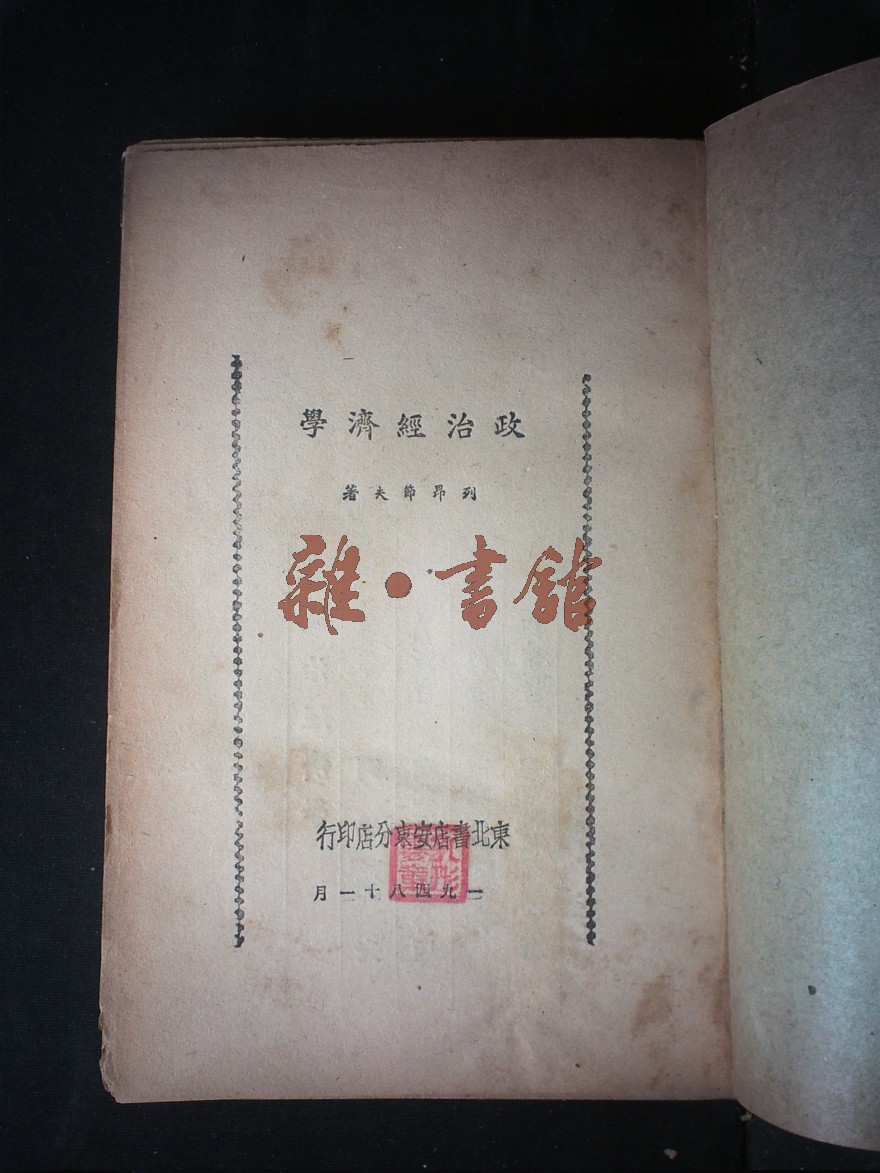 政治經濟學
列昂節夫著
雜·書館
東北書店安東分店印行
一九四八十一月